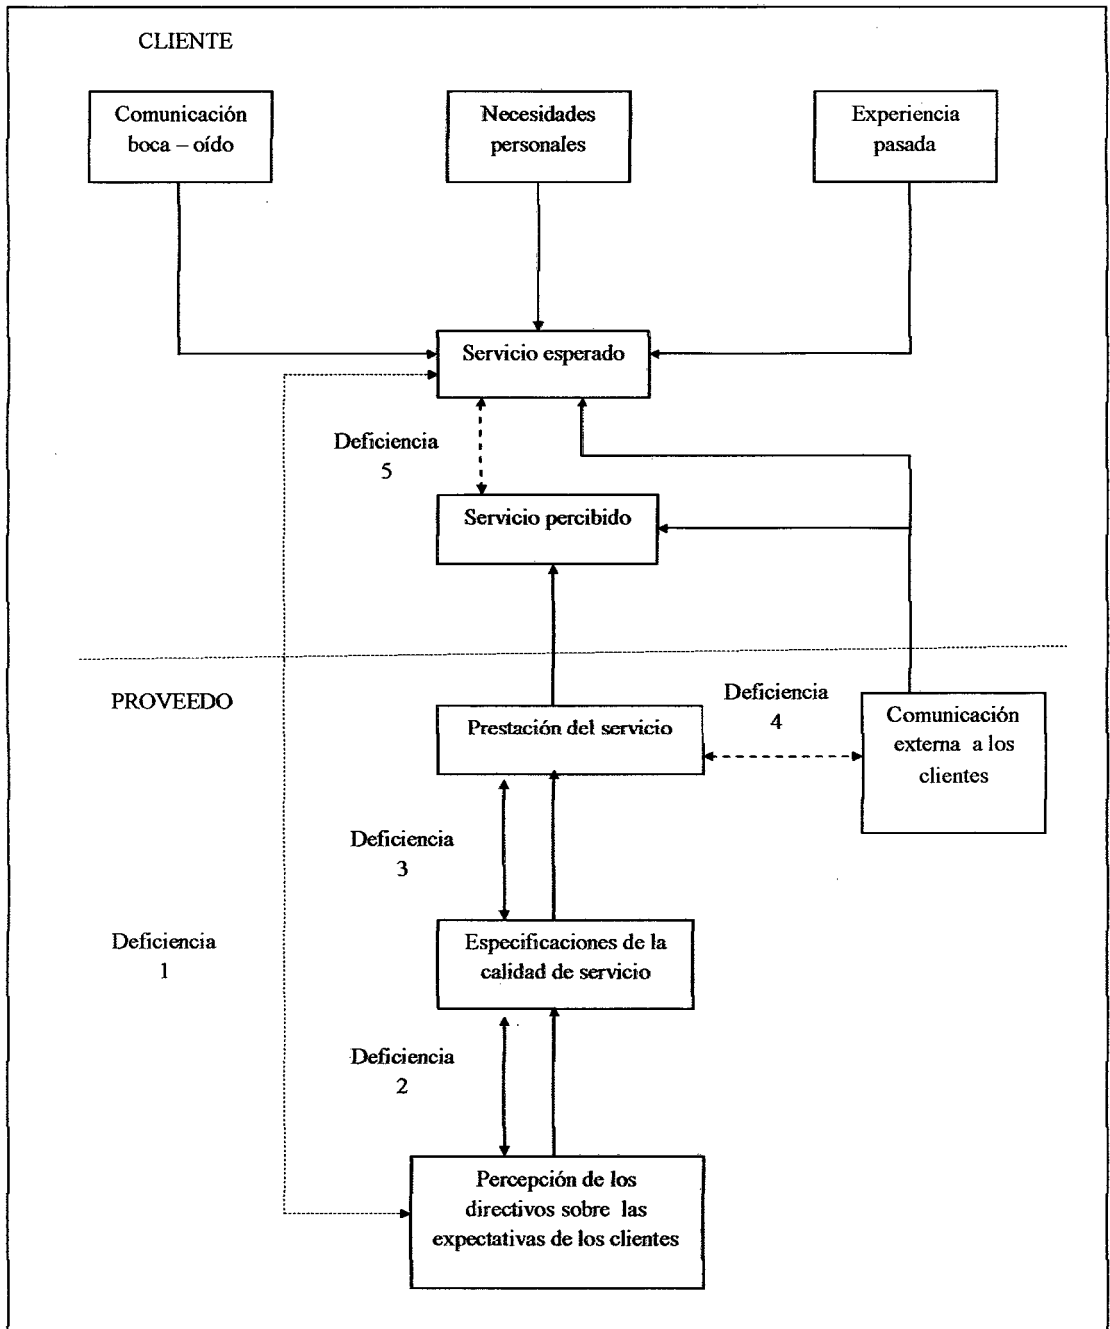 CLIENTE
Comunicación
boca – oído
Necesidades
personales
Experiencia
pasada
Servicio esperado
Deficiencia
5
Servicio percibido
PROVEEDO
Deficiencia
4
Prestación del servicio
Comunicación
externa a los
clientes
Deficiencia
3
Deficiencia
1
Especificaciones de la
calidad de servicio
Deficiencia
2
Percepción de los
directivos sobre las
expectativas de los clientes